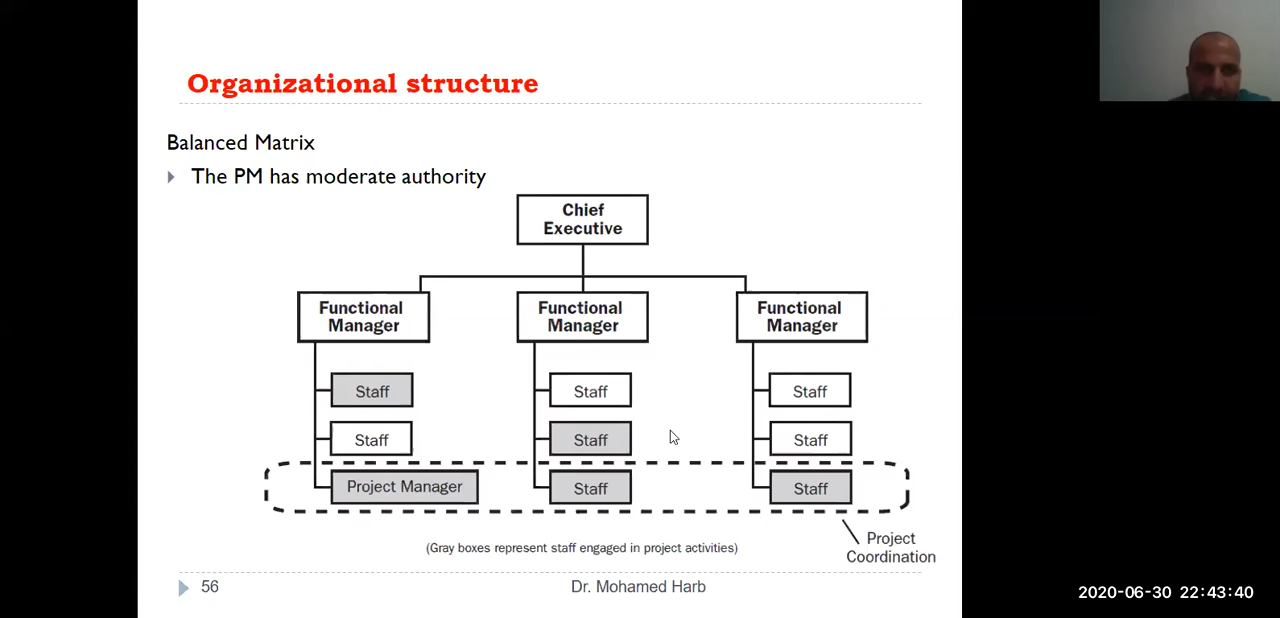 Organizational structure
Balanced Matrix
The PM has moderate authority
Chief
Executive
Functional
Manager
Functional
Manager
Functional
Manager
Staff
Staff
Staff
Staff
Staff
Staff
Project Manager
Staff
Staff
Project
Coordination
(Gray boxes represent staff engaged in project activities)
56
Dr. Mohamed Harb
2020-06-30 22:43:40